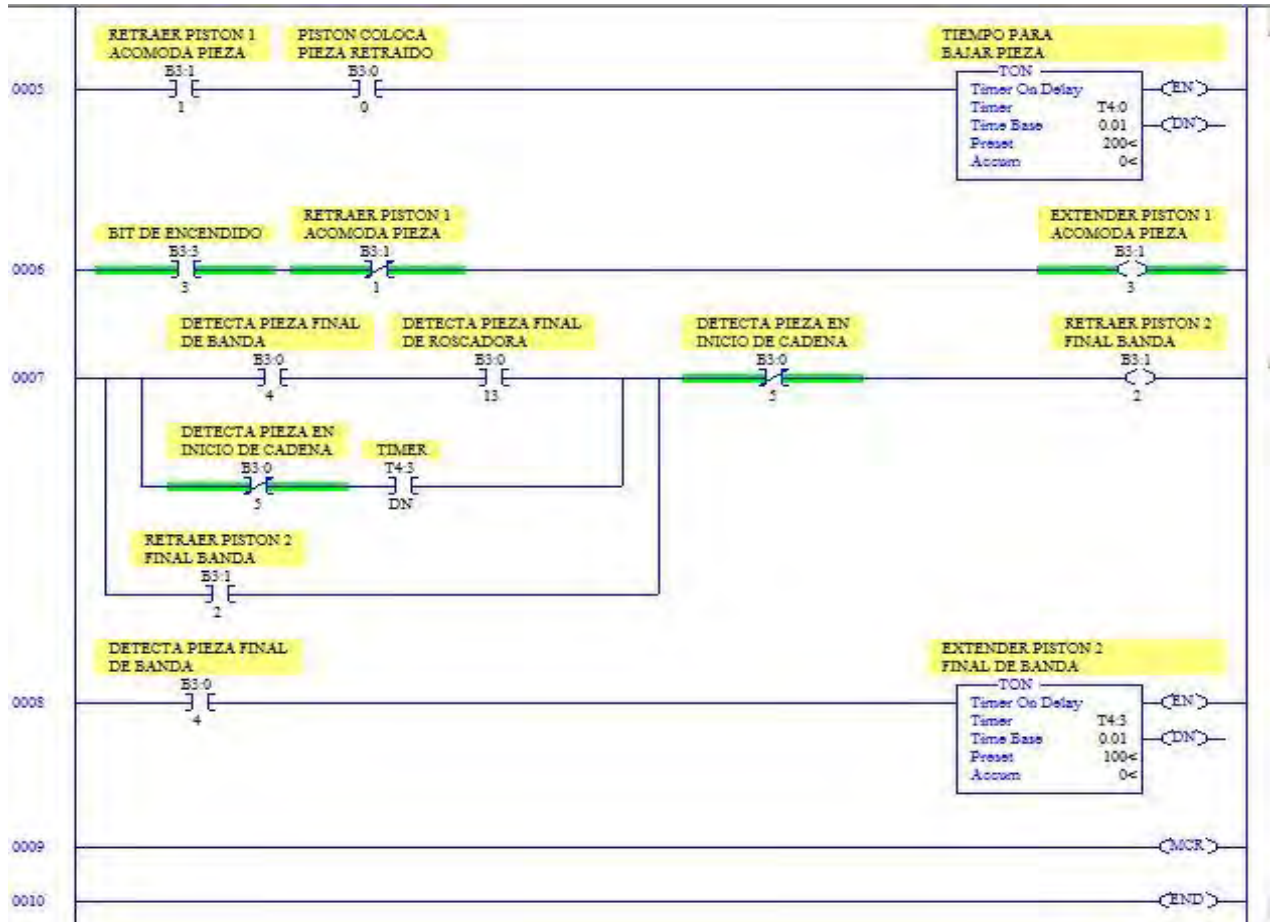 RETRAER PISTON 1
ACOMODA PIEZA
B3:1
1
PISTON COLOCA
PIEZA RETRAIDO
B3:0
0
TIEMPO PARA
BAJAR PIEZA
TON
Timer On Delay
Timer T4:0
Time Base 0.01
Preset 200<
Accum 0<
EN
DN
0005
BIT DE ENCENDIDO
B3:3
3
RETRAER PISTON 1
ACOMODA PIEZA
B3:1
1
EXTENDER PISTON 1
ACOMODA PIEZA
B3:1
3
0006
DETECTA PIEZA FINAL
DE BANDA
B3:0
4
DETECTA PIEZA FINAL
DE ROSCADORA
B3:0
13
DETECTA PIEZA EN
INICIO DE CADENA
B3:0
5
RETRAER PISTON 2
FINAL BANDA
B3:1
2
0007
DETECTA PIEZA EN
INICIO DE CADENA
B3:0
5
TIMER
T4:3
DN
RETRAER PISTON 2
FINAL BANDA
B3:1
2
DETECTA PIEZA FINAL
DE BANDA
B3:0
4
EXTENDER PISTON 2
FINAL DE BANDA
TON
Timer On Delay
Timer T4:3
Time Base 0.01
Preset 100<
Accum 0<
EN
DN
0008
0009
MCR
0010
END